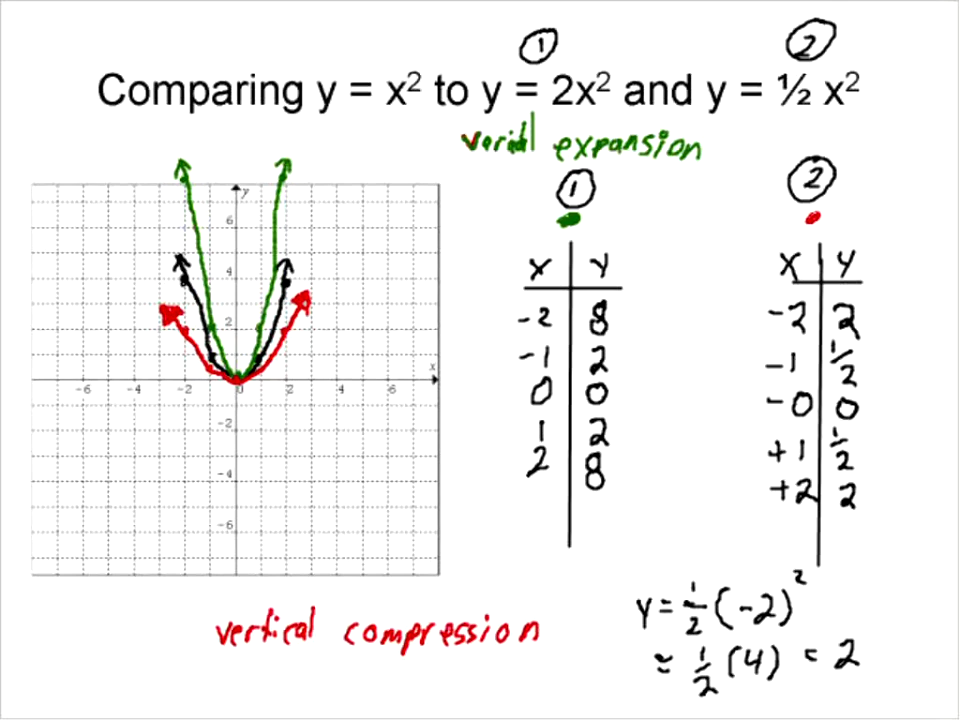 ① ②
Comparing y = x² to y = 2x² and y = ½ x²
vertical expansion
① ②
y
6
4
2
x
-6 -4 -2 0 2 4 6
-2
-4
-6
x y
-2 8
-1 2
0 0
1 2
2 8
x y
-2 2
-1 ½
-0 0
+1 ½
+2 2
vertical compression
y = ½ (-2)²
= ½ (4) = 2